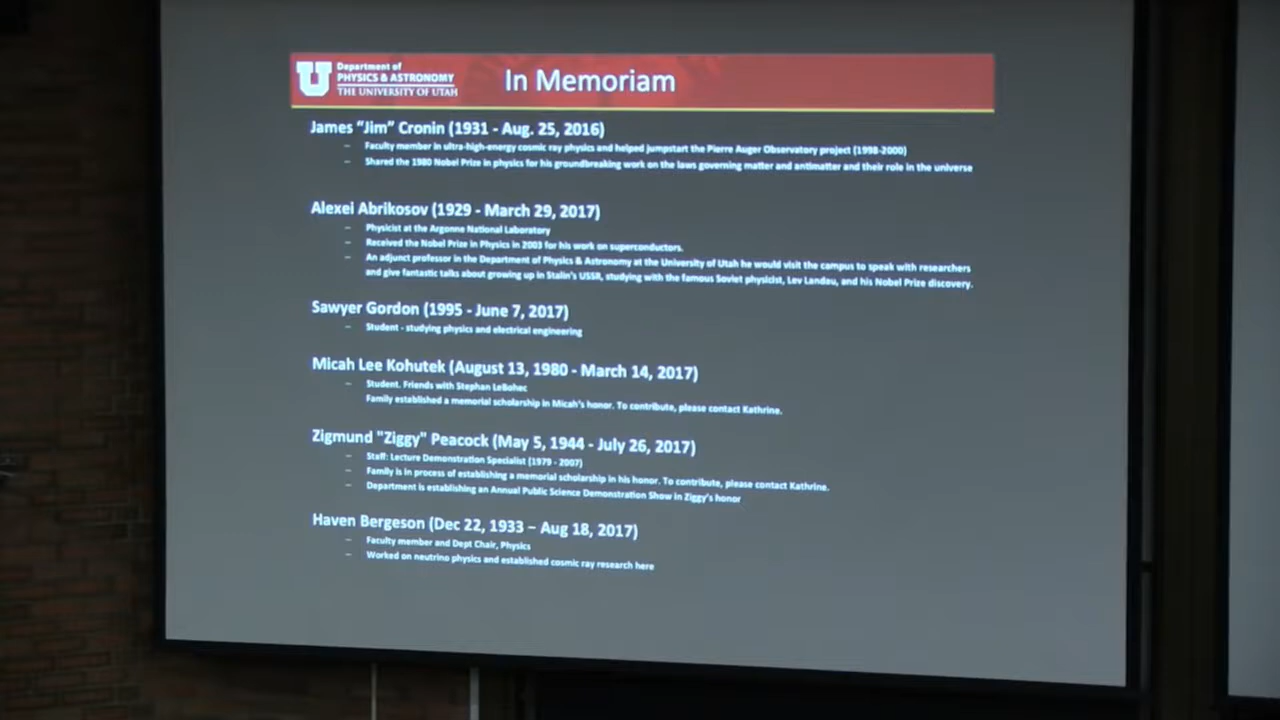 U
Department of
PHYSICS & ASTRONOMY
THE UNIVERSITY OF UTAH
In Memoriam
James “Jim” Cronin (1931 - Aug. 25, 2016)
– Faculty member in ultra-high-energy cosmic ray physics and helped jumpstart the Pierre Auger Observatory project (1998-2000)
– Shared the 1980 Nobel Prize in physics for his groundbreaking work on the laws governing matter and antimatter and their role in the universe
Alexei Abrikosov (1929 - March 29, 2017)
– Physicist at the Argonne National Laboratory
– Received the Nobel Prize in Physics in 2003 for his work on superconductors.
– An adjunct professor in the Department of Physics & Astronomy at the University of Utah he would visit the campus to speak with researchers
and give fantastic talks about growing up in Stalin's USSR, studying with the famous Soviet physicist, Lev Landau, and his Nobel Prize discovery.
Sawyer Gordon (1995 - June 7, 2017)
– Student - studying physics and electrical engineering
Micah Lee Kohutek (August 13, 1980 - March 14, 2017)
– Student. Friends with Stephan LeBohec
Family established a memorial scholarship in Micah's honor. To contribute, please contact Kathrine.
Zigmund "Ziggy" Peacock (May 5, 1944 - July 26, 2017)
– Staff: Lecture Demonstration Specialist (1979 - 2007)
– Family is in process of establishing a memorial scholarship in his honor. To contribute, please contact Kathrine.
– Department is establishing an Annual Public Science Demonstration Show in Ziggy's honor
Haven Bergeson (Dec 22, 1933 – Aug 18, 2017)
– Faculty member and Dept Chair, Physics
– Worked on neutrino physics and established cosmic ray research here